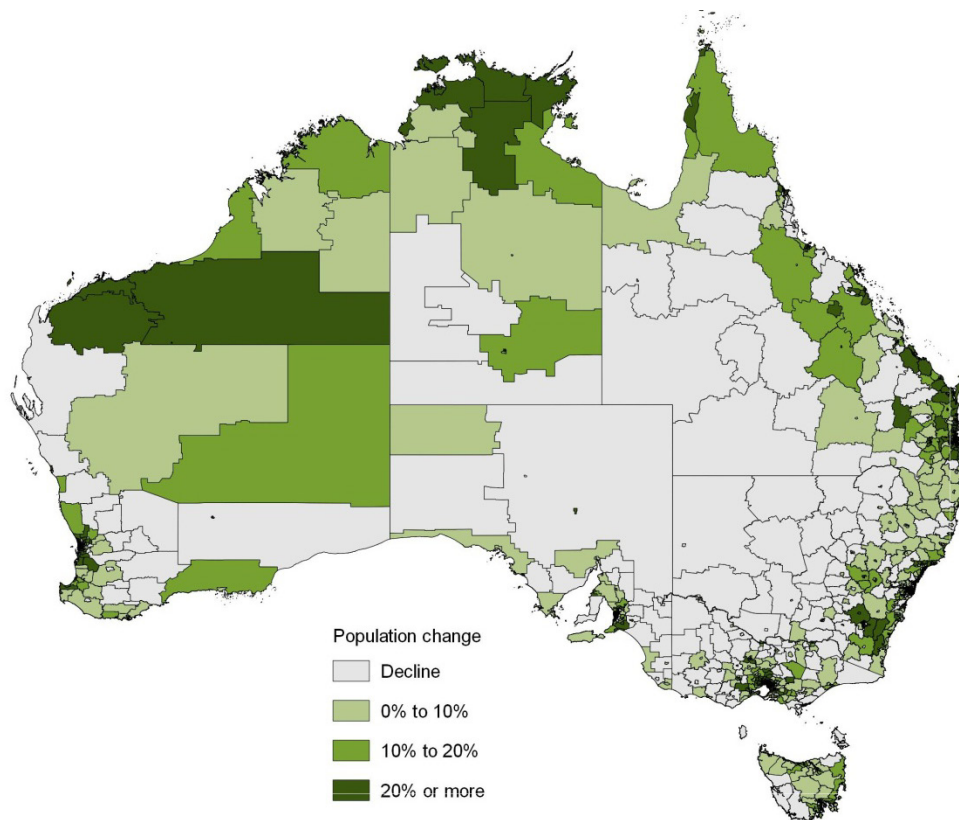 Population change
Decline
0% to 10%
10% to 20%
20% or more